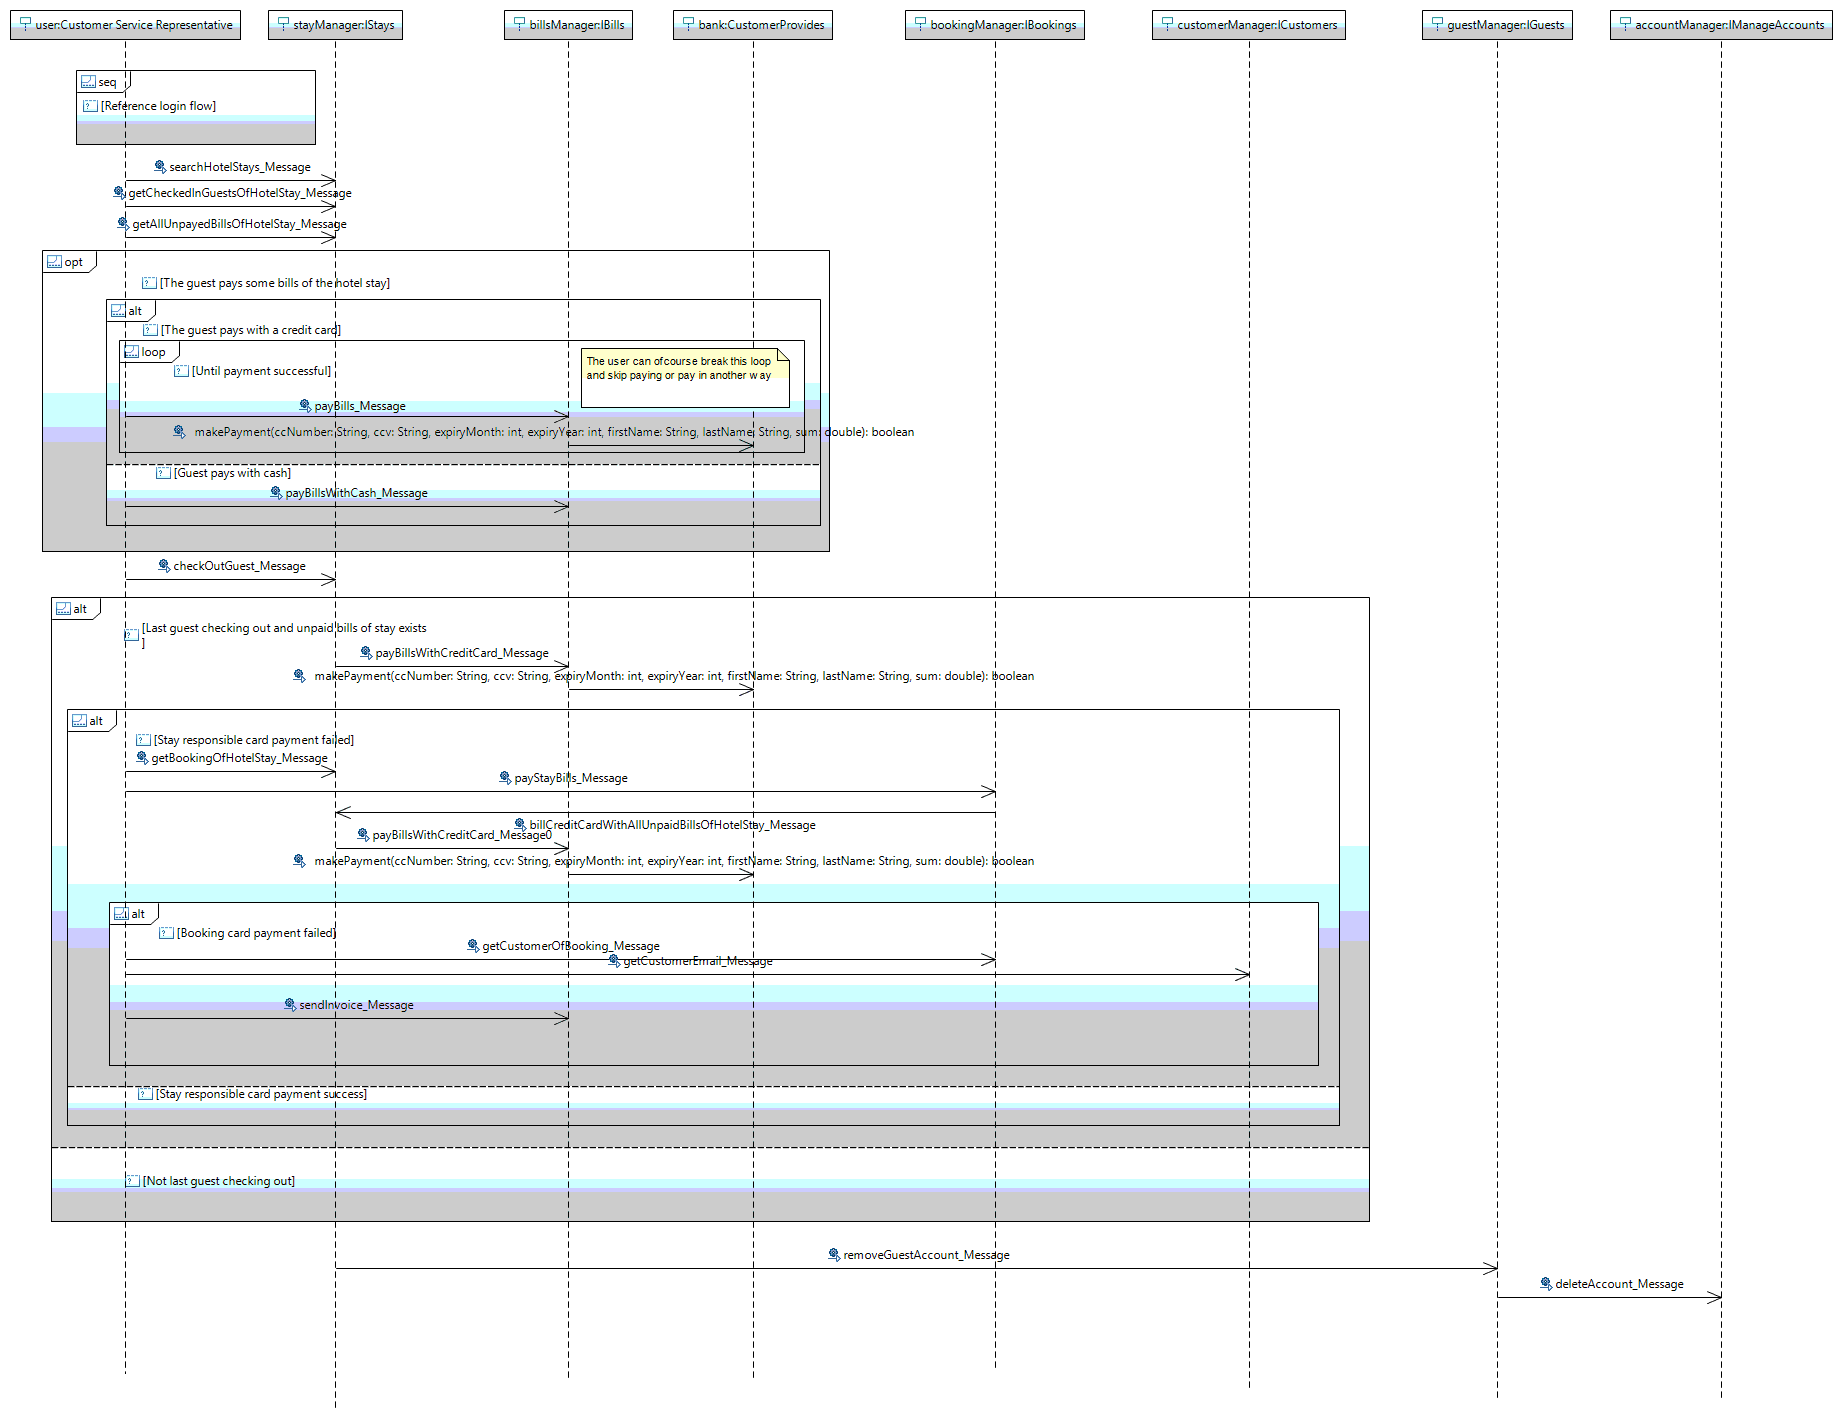 user:Customer Service Representative
stayManager:IStays
billsManager:IBills
bank:CustomerProvides
bookingManager:IBookings
customerManager:ICustomers
guestManager:IGuests
accountManager:IManageAccounts
seq
[Reference login flow]
searchHotelStays_Message
getCheckedInGuestsOfHotelStay_Message
getAllUnpayedBillsOfHotelStay_Message
opt
[The guest pays some bills of the hotel stay]
alt
[The guest pays with a credit card]
loop
The user can ofcourse break this loop
and skip paying or pay in another way
[Until payment successful]
payBills_Message
makePayment(ccNumber: String, ccv: String, expiryMonth: int, expiryYear: int, firstName: String, lastName: String, sum: double): boolean
[Guest pays with cash]
payBillsWithCash_Message
checkOutGuest_Message
alt
[Last guest checking out and unpaid bills of stay exists
]
payBillsWithCreditCard_Message
makePayment(ccNumber: String, ccv: String, expiryMonth: int, expiryYear: int, firstName: String, lastName: String, sum: double): boolean
alt
[Stay responsible card payment failed]
getBookingOfHotelStay_Message
payStayBills_Message
billCreditCardWithAllUnpaidBillsOfHotelStay_Message
payBillsWithCreditCard_Message0
makePayment(ccNumber: String, ccv: String, expiryMonth: int, expiryYear: int, firstName: String, lastName: String, sum: double): boolean
alt
[Booking card payment failed]
getCustomerOfBooking_Message
getCustomerEmail_Message
sendInvoice_Message
[Stay responsible card payment success]
[Not last guest checking out]
removeGuestAccount_Message
deleteAccount_Message